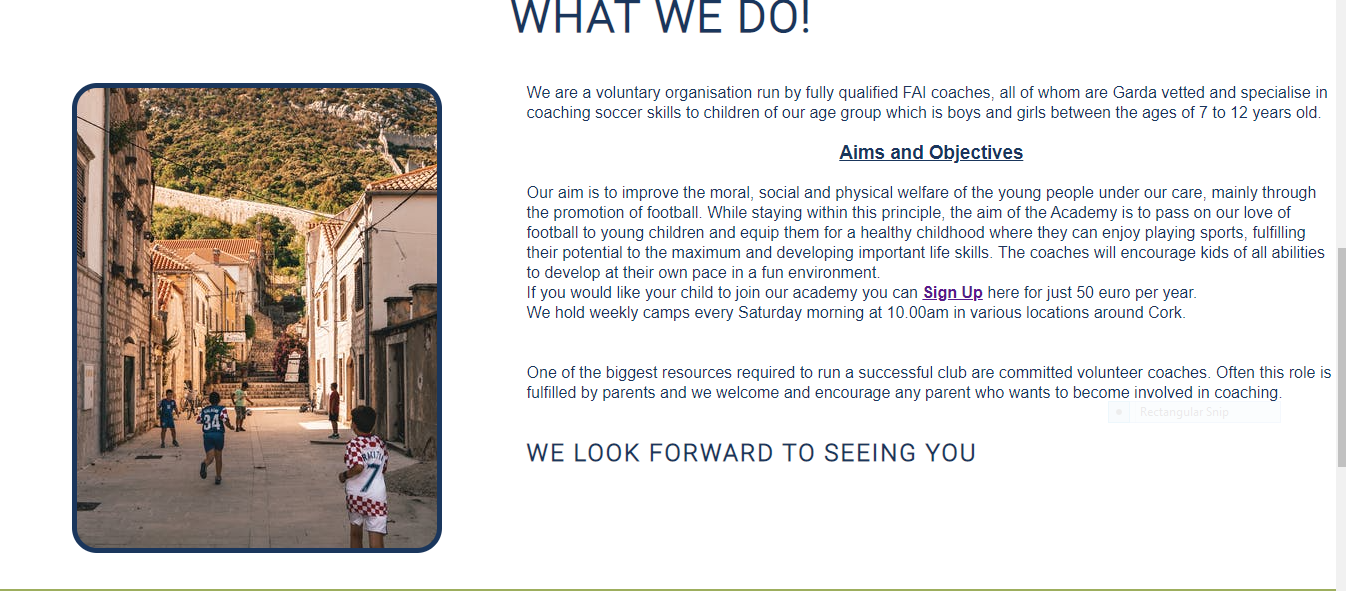 WHAT WE DO!
We are a voluntary organisation run by fully qualified FAI coaches, all of whom are Garda vetted and specialise in
coaching soccer skills to children of our age group which is boys and girls between the ages of 7 to 12 years old.
Aims and Objectives
Our aim is to improve the moral, social and physical welfare of the young people under our care, mainly through
the promotion of football. While staying within this principle, the aim of the Academy is to pass on our love of
football to young children and equip them for a healthy childhood where they can enjoy playing sports, fulfilling
their potential to the maximum and developing important life skills. The coaches will encourage kids of all abilities
to develop at their own pace in a fun environment.
If you would like your child to join our academy you can Sign Up here for just 50 euro per year.
We hold weekly camps every Saturday morning at 10.00am in various locations around Cork.
One of the biggest resources required to run a successful club are committed volunteer coaches. Often this role is
fulfilled by parents and we welcome and encourage any parent who wants to become involved in coaching.
Rectangular Snip
WE LOOK FORWARD TO SEEING YOU
34
7